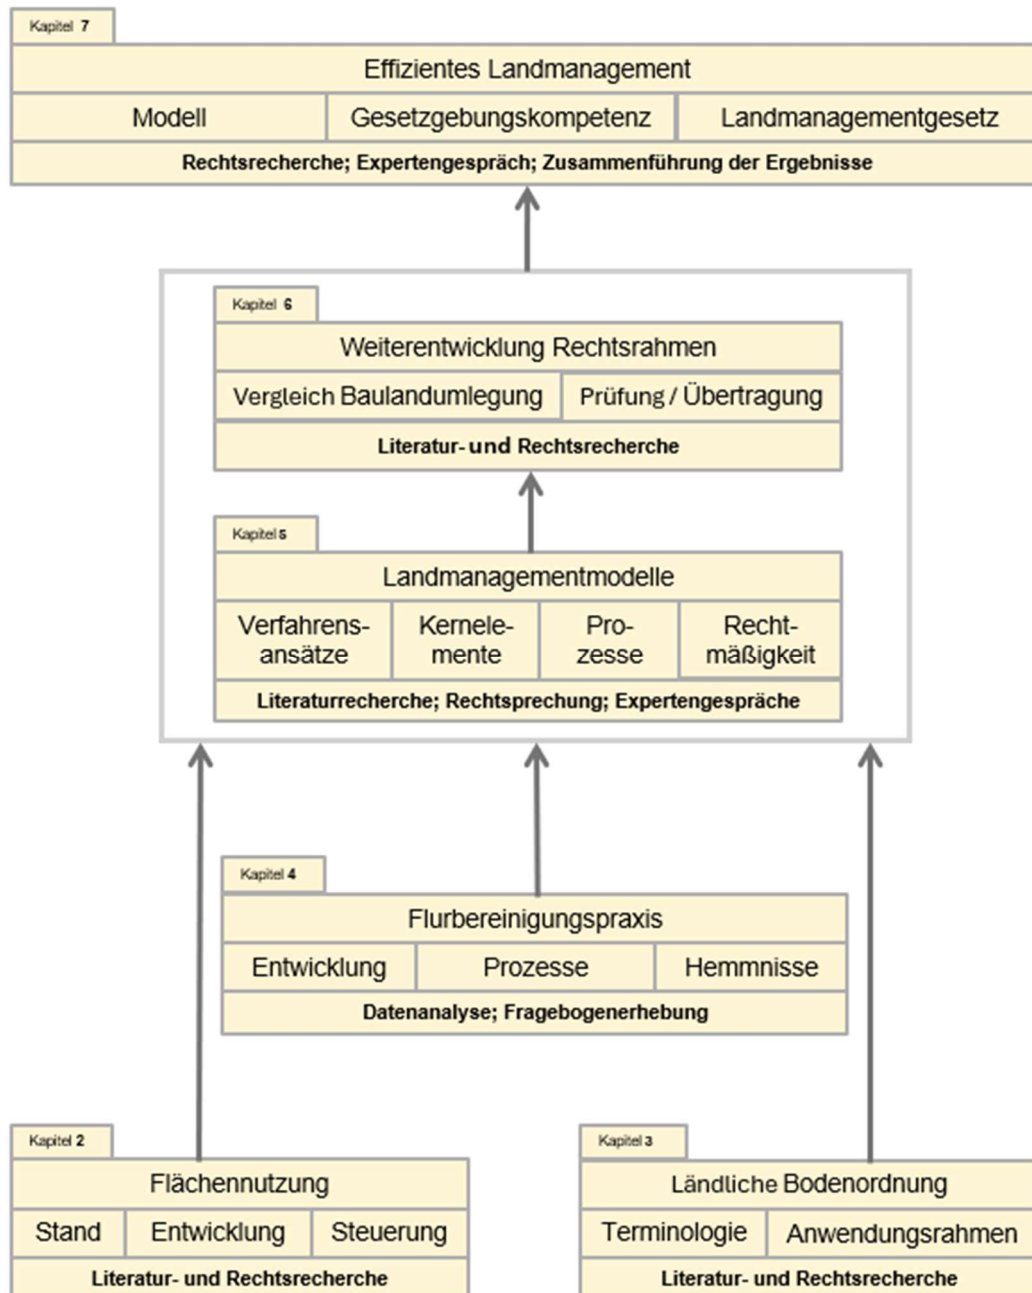 Kapitel 7
Effizientes Landmanagement
Modell
Gesetzgebungskompetenz
Landmanagementgesetz
Rechtsrecherche; Expertengespräch; Zusammenführung der Ergebnisse
Kapitel 6
Weiterentwicklung Rechtsrahmen
Vergleich Baulandumlegung
Prüfung / Übertragung
Literatur- und Rechtsrecherche
Kapitel 5
Landmanagementmodelle
Verfahrens-
ansätze
Kernele-
mente
Pro-
zesse
Recht-
mäßigkeit
Literaturrecherche; Rechtsprechung; Expertengespräche
Kapitel 4
Flurbereinigungspraxis
Entwicklung
Prozesse
Hemmnisse
Datenanalyse; Fragebogenerhebung
Kapitel 2
Flächennutzung
Stand
Entwicklung
Steuerung
Literatur- und Rechtsrecherche
Kapitel 3
Ländliche Bodenordnung
Terminologie
Anwendungsrahmen
Literatur- und Rechtsrecherche